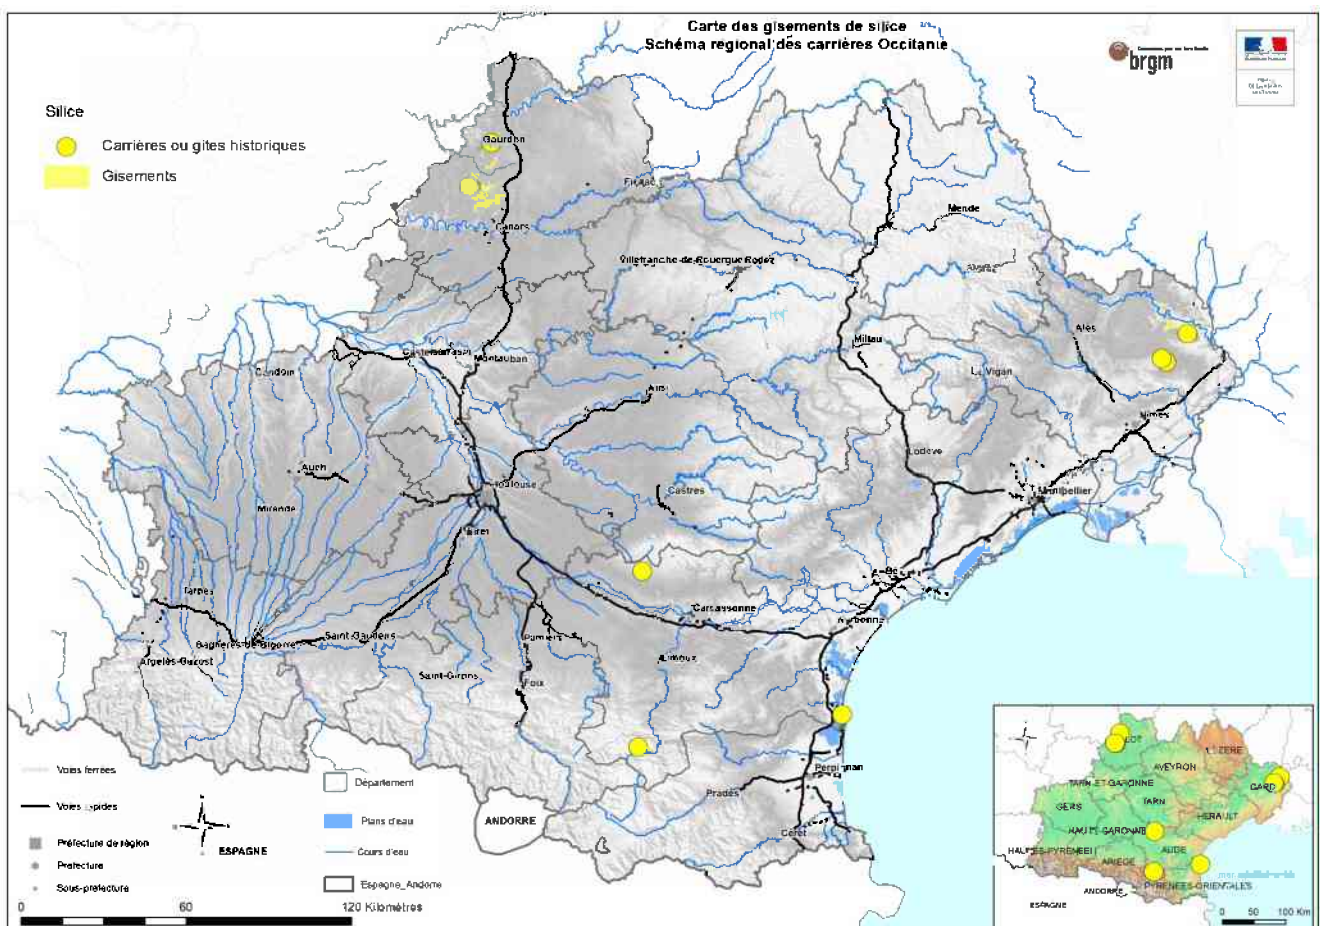 Carte des gisements de silice
Schéma régional des carrières Occitanie
brgm
Silice
Carrières ou gites historiques
Gisements
Gourdon
Figeac
Cahors
Mende
Villefranche-de-Rouergue
Rodez
Alès
Millau
Le Vigan
Montauban
Condom
Albi
Nîmes
Lodève
Auch
Toulouse
Castres
Montpellier
Mirande
Muret
Tarbes
Carcassonne
Narbonne
Bagnères-de-Bigorre
Saint-Gaudens
Pamiers
Limoux
Argelès-Gazost
Saint-Girons
Foix
Perpignan
Prades
Céret
ANDORRE
ESPAGNE
Voies ferrées
Voies rapides
Préfecture de région
Préfecture
Sous-préfecture
Département
Plans d'eau
Cours d'eau
Espagne_Andorre
0 60 120 Kilomètres
LOT
LOZERE
AVEYRON
TARN-ET-GARONNE
GARD
GERS
TARN
HERAULT
HAUTE-GARONNE
AUDE
HAUTES-PYRENEES
ARIEGE
PYRENEES-ORIENTALES
ANDORRE
ESPAGNE
0 50 100 Km